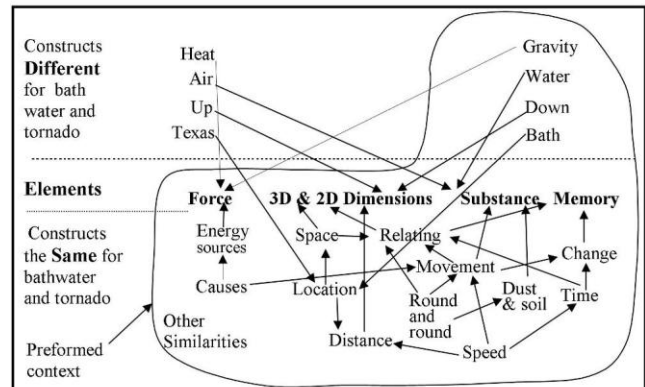 Constructs
Different
for bath
water and
tornado
Heat
Air
Up
Texas
Gravity
Water
Down
Bath
Elements
Force 3D & 2D Dimensions Substance Memory
Constructs
the Same for
bathwater
and tornado
Energy
sources
Space
Relating
Change
Movement
Causes
Location
Round
and
round
Dust
& soil
Time
Other
Similarities
Distance
Speed
Preformed
context